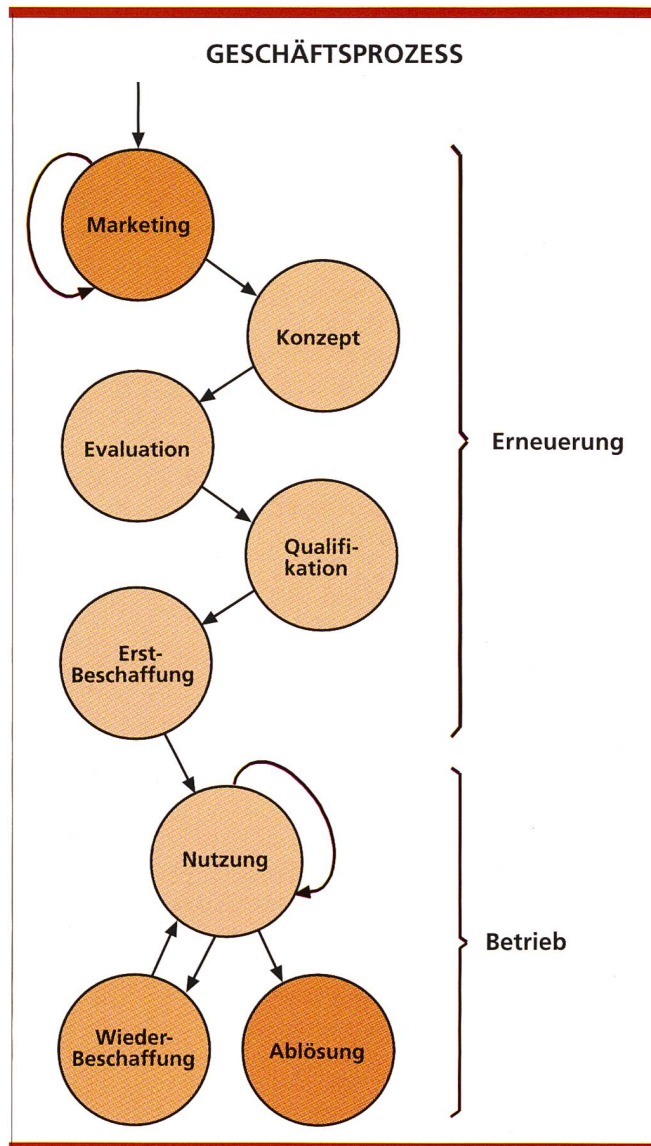 GESCHÄFTSPROZESS
Marketing
Konzept
Evaluation
Erneuerung
Qualifi-
kation
Erst-
Beschaffung
Nutzung
Betrieb
Wieder-
Beschaffung
Ablösung